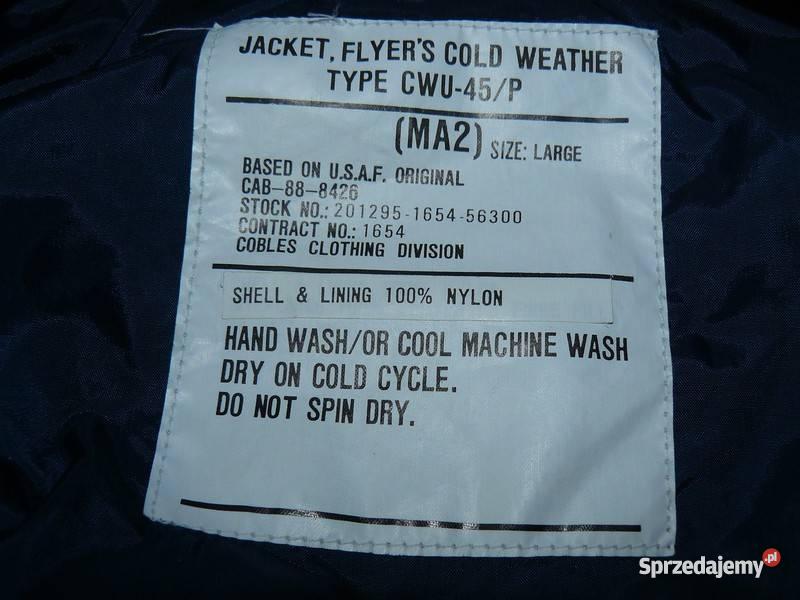 JACKET, FLYER'S COLD WEATHER
TYPE CWU-45/P
(MA2) SIZE: LARGE
BASED ON U.S.A.F. ORIGINAL
CAB-88-8426
STOCK NO.: 201295-1654-56300
CONTRACT NO.: 1654
COBLES CLOTHING DIVISION
SHELL & LINING 100% NYLON
HAND WASH/OR COOL MACHINE WASH
DRY ON COLD CYCLE.
DO NOT SPIN DRY.
Sprzedajemy.pl